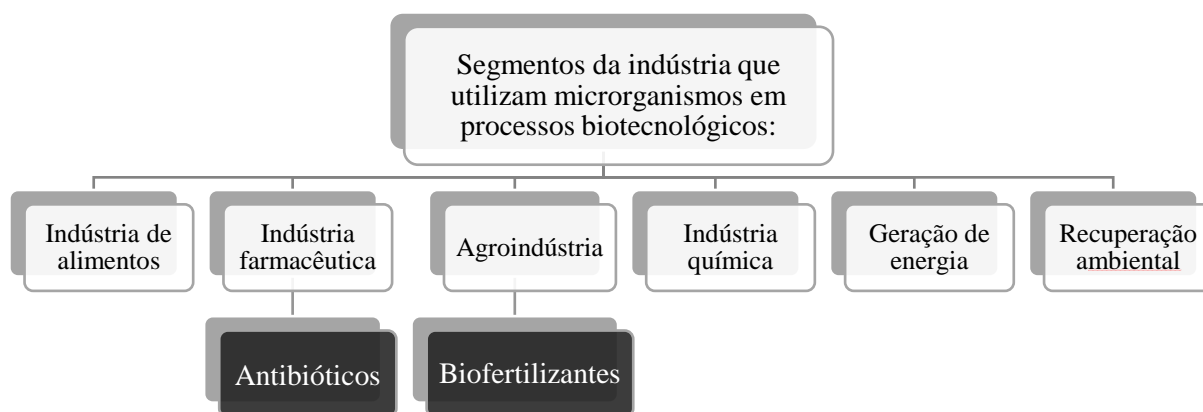 Segmentos da indústria que
utilizam microrganismos em
processos biotecnológicos:
Indústria de
alimentos
Indústria
farmacêutica
Agroindústria
Indústria
química
Geração de
energia
Recuperação
ambiental
Antibióticos
Biofertilizantes